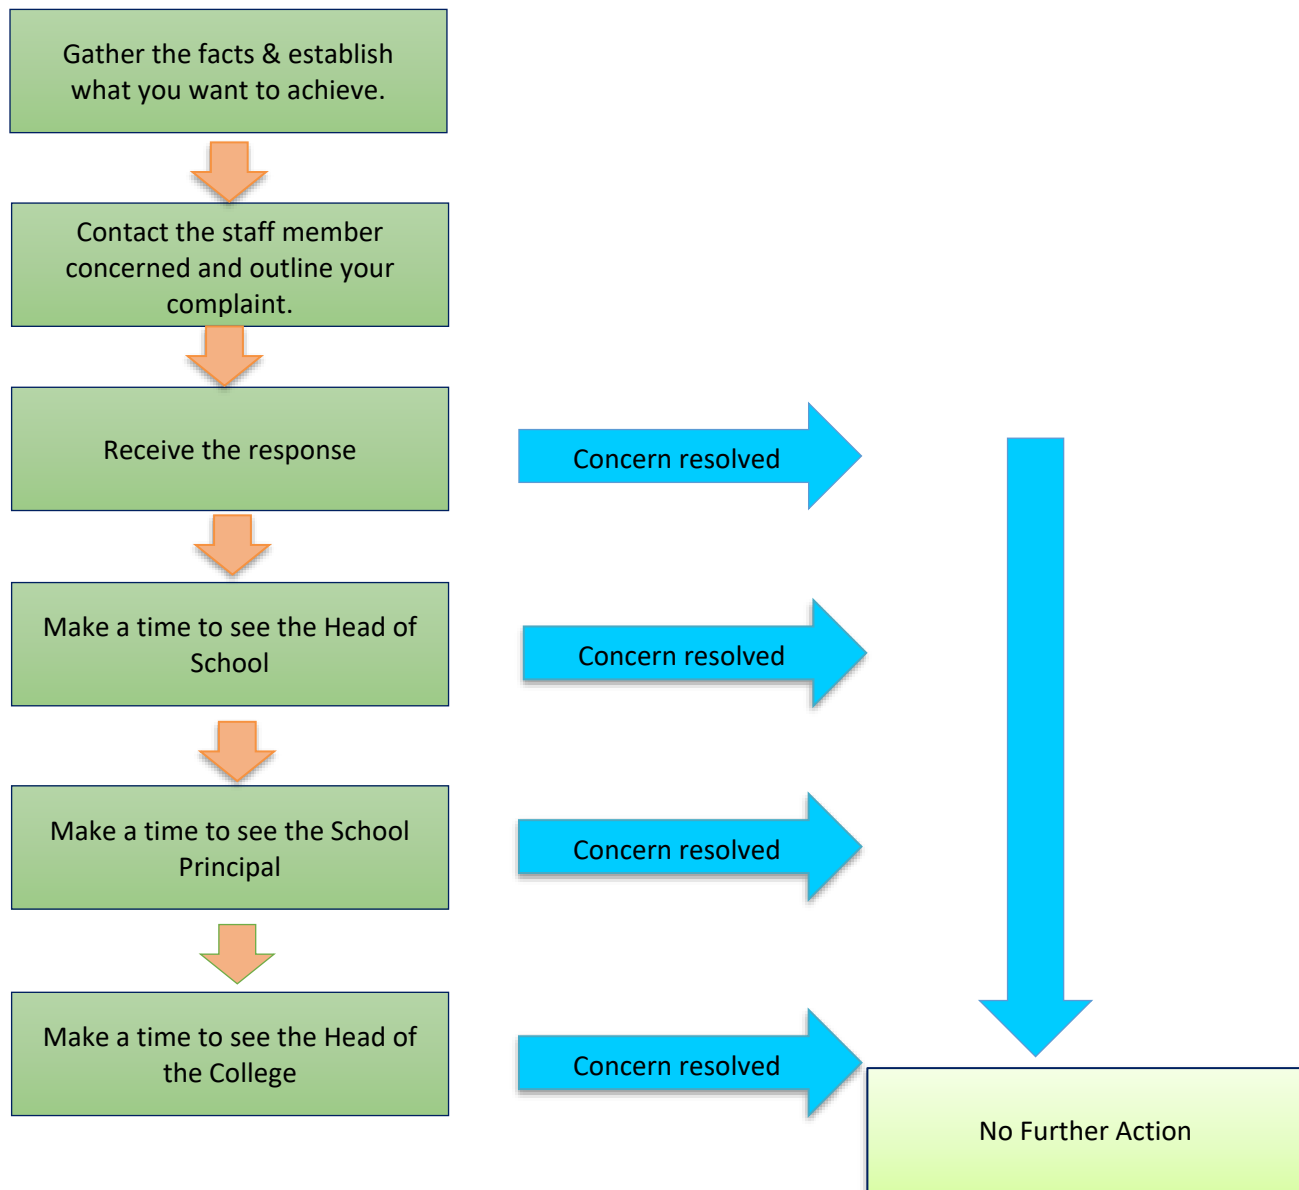 Gather the facts & establish
what you want to achieve.
Contact the staff member
concerned and outline your
complaint.
Receive the response
Concern resolved
Make a time to see the Head of
School
Concern resolved
Make a time to see the School
Principal
Concern resolved
Make a time to see the Head of
the College
Concern resolved
No Further Action